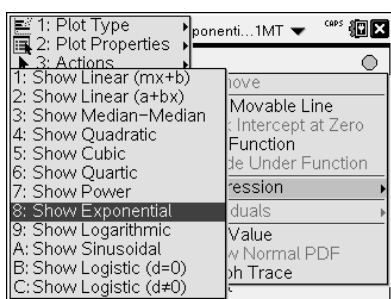 1: Plot Type
2: Plot Properties
3: Actions
ponenti...1MT
CAPS
1: Show Linear (mx+b)
2: Show Linear (a+bx)
3: Show Median-Median
4: Show Quadratic
5: Show Cubic
6: Show Quartic
7: Show Power
8: Show Exponential
9: Show Logarithmic
A: Show Sinusoidal
B: Show Logistic (d=0)
C: Show Logistic (d≠0)
ove
Movable Line
Intercept at Zero
Function
de Under Function
ression
duals
Value
w Normal PDF
ph Trace